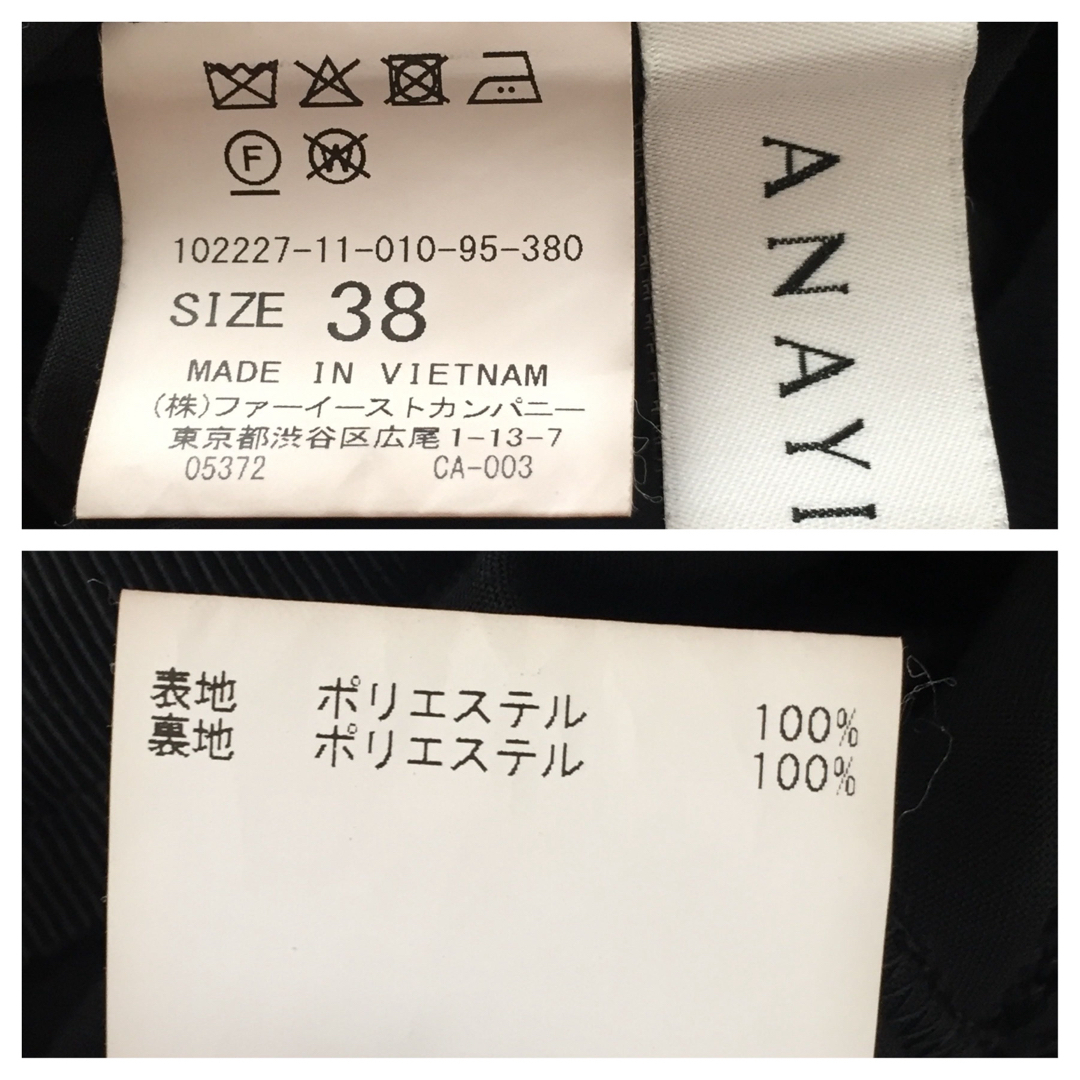 F
W
102227-11-010-95-380
SIZE 38
MADE IN VIETNAM
(株)ファーイーストカンパニー
東京都渋谷区広尾1-13-7
05372 CA-003
ANAYI
表地 ポリエステル 100%
裏地 ポリエステル 100%